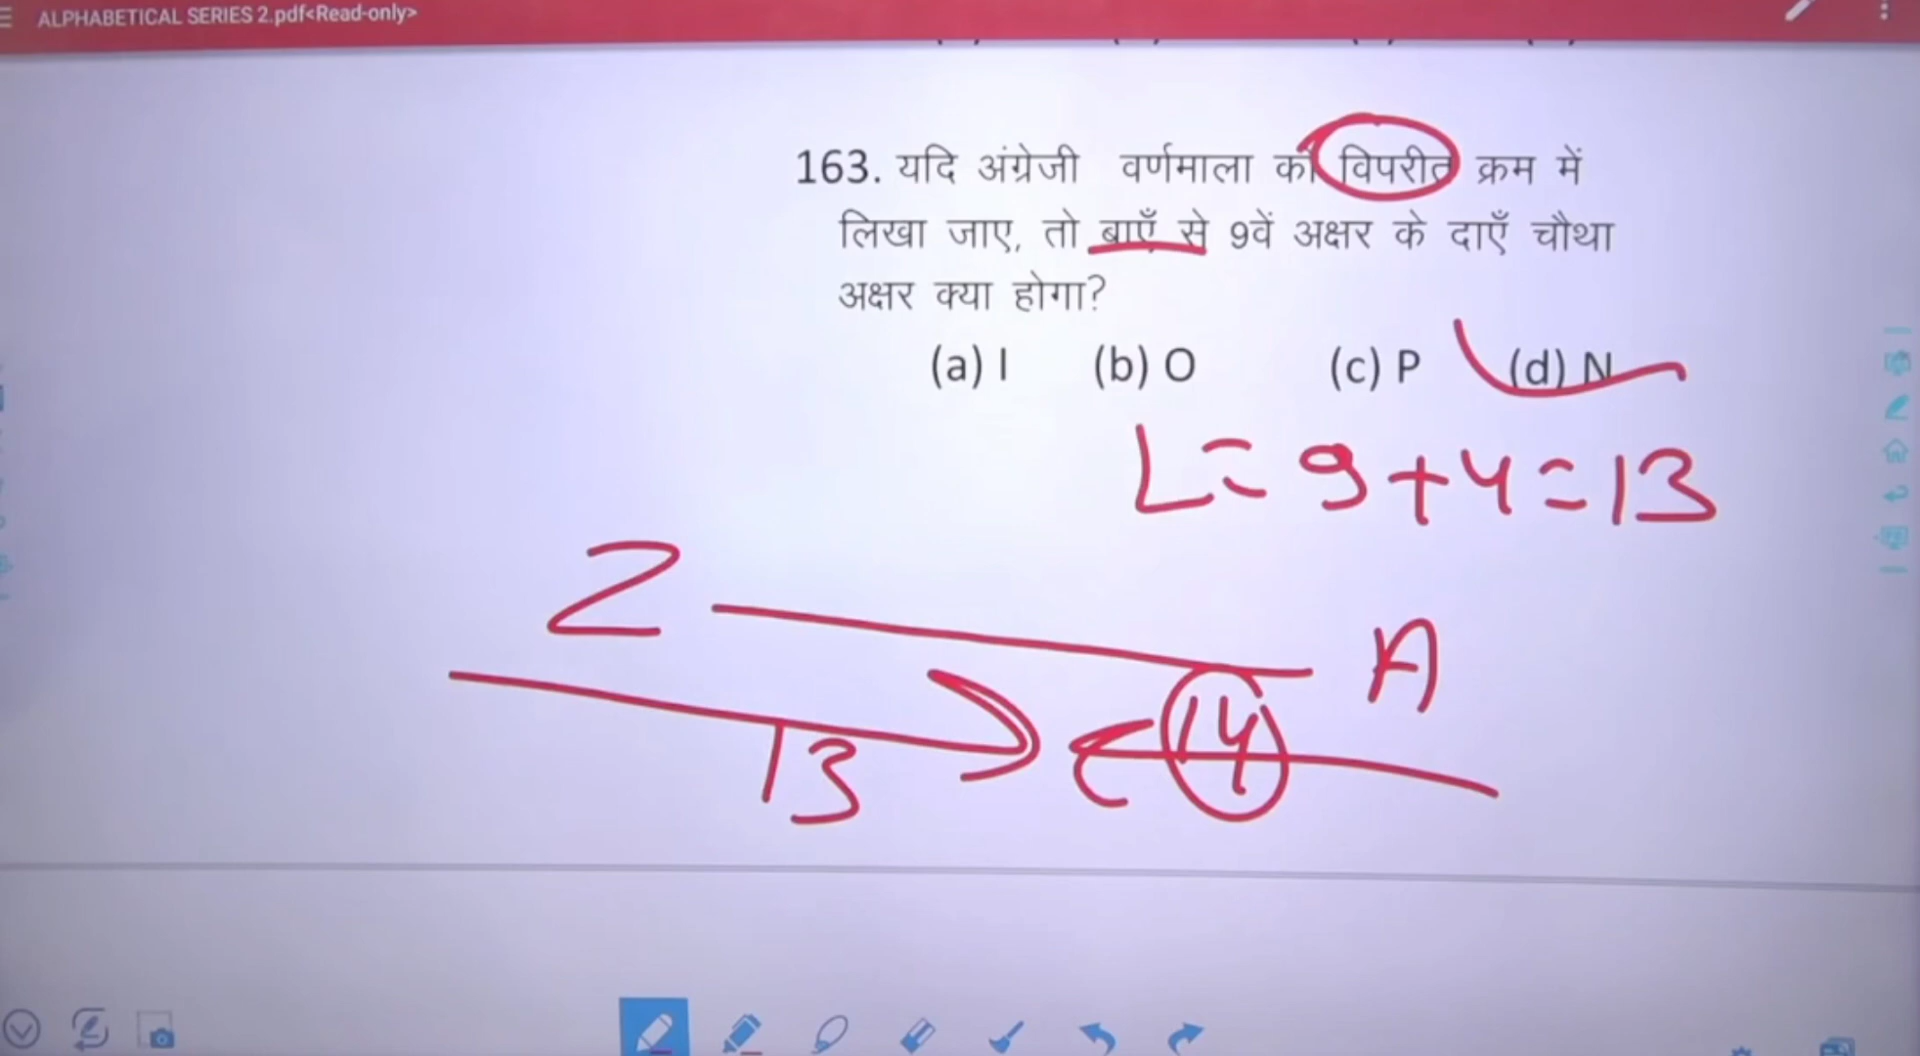 ALPHABETICAL SERIES 2.pdf<Read-only>
163. यदि अंग्रेजी वर्णमाला को विपरीत क्रम में
लिखा जाए, तो बाएँ से 9वें अक्षर के दाएँ चौथा
अक्षर क्या होगा?
(a) I (b) O (c) P (d) N
L = 9 + 4 = 13
Z A
13 14